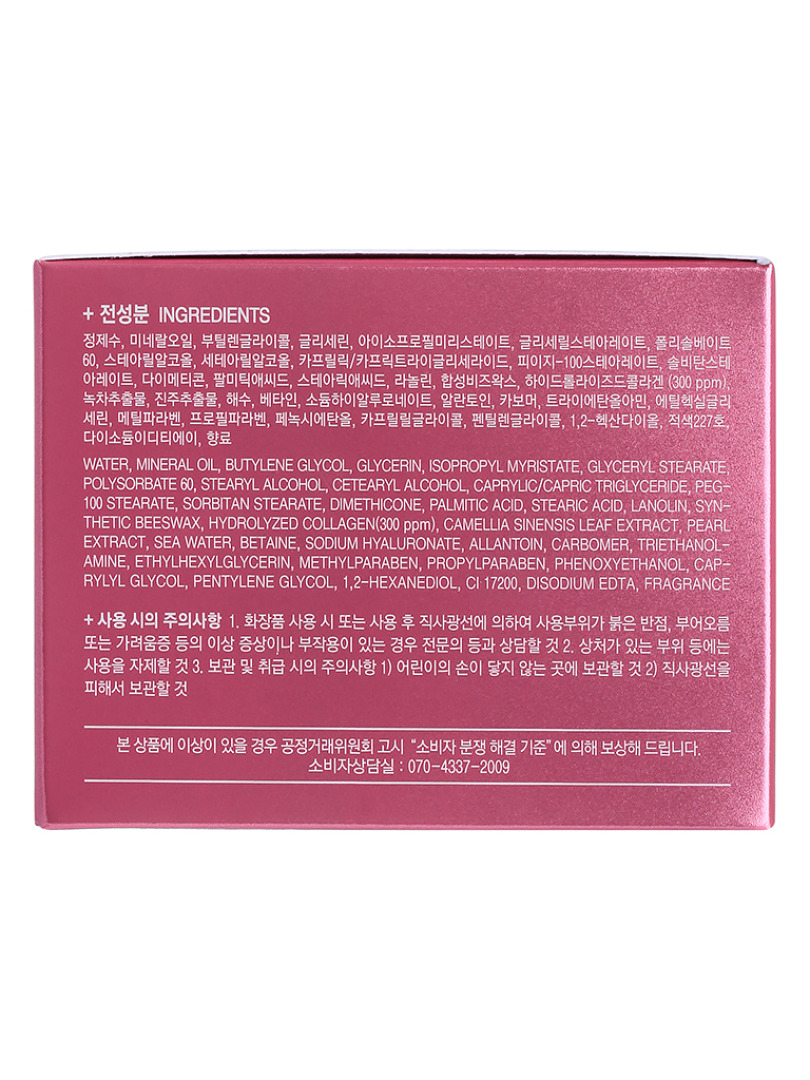 + 전성분 INGREDIENTS
정제수, 미네랄오일, 부틸렌글라이콜, 글리세린, 아이소프로필미리스테이트, 글리세릴스테아레이트, 폴리솔베이트
60, 스테아릴알코올, 세테아릴알코올, 카프릴릭/카프릭트라이글리세라이드, 피이지-100스테아레이트, 솔비탄스테
아레이트, 다이메티콘, 팔미틱애씨드, 스테아릭애씨드, 라놀린, 합성비즈왁스, 하이드롤라이즈드콜라겐 (300 ppm),
녹차추출물, 진주추출물, 해수, 베타인, 소듐하이알루로네이트, 알란토인, 카보머, 트라이에탄올아민, 에틸헥실글리
세린, 메틸파라벤, 프로필파라벤, 페녹시에탄올, 카프릴릴글라이콜, 펜틸렌글라이콜, 1,2-헥산다이올, 적색227호,
다이소듐이디티에이, 향료
WATER, MINERAL OIL, BUTYLENE GLYCOL, GLYCERIN, ISOPROPYL MYRISTATE, GLYCERYL STEARATE,
POLYSORBATE 60, STEARYL ALCOHOL, CETEARYL ALCOHOL, CAPRYLIC/CAPRIC TRIGLYCERIDE, PEG-
100 STEARATE, SORBITAN STEARATE, DIMETHICONE, PALMITIC ACID, STEARIC ACID, LANOLIN, SYN-
THETIC BEESWAX, HYDROLYZED COLLAGEN(300 ppm), CAMELLIA SINENSIS LEAF EXTRACT, PEARL
EXTRACT, SEA WATER, BETAINE, SODIUM HYALURONATE, ALLANTOIN, CARBOMER, TRIETHANOL-
AMINE, ETHYLHEXYLGLYCERIN, METHYLPARABEN, PROPYLPARABEN, PHENOXYETHANOL, CAP-
RYLYL GLYCOL, PENTYLENE GLYCOL, 1,2-HEXANEDIOL, CI 17200, DISODIUM EDTA, FRAGRANCE
+ 사용 시의 주의사항 1. 화장품 사용 시 또는 사용 후 직사광선에 의하여 사용부위가 붉은 반점, 부어오름
또는 가려움증 등의 이상 증상이나 부작용이 있는 경우 전문의 등과 상담할 것 2. 상처가 있는 부위 등에는
사용을 자제할 것 3. 보관 및 취급 시의 주의사항 1) 어린이의 손이 닿지 않는 곳에 보관할 것 2) 직사광선을
피해서 보관할 것
본 상품에 이상이 있을 경우 공정거래위원회 고시 "소비자 분쟁 해결 기준"에 의해 보상해 드립니다.
소비자상담실 : 070-4337-2009